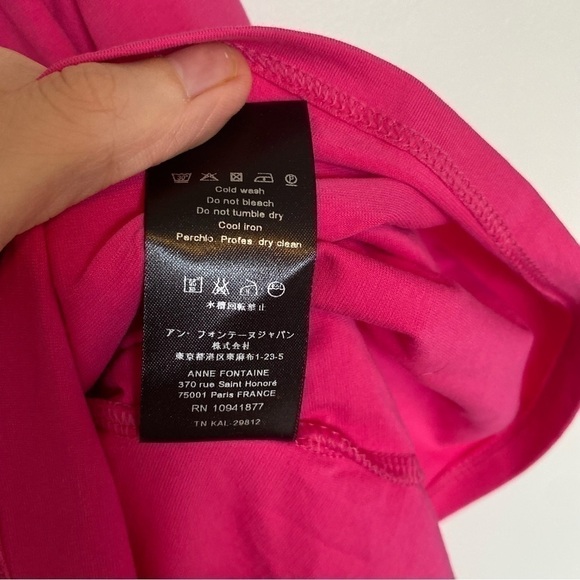 Cold wash
Do not bleach
Do not tumble dry
Cool iron
Perchlo. Profes. dry clean
水槽回転禁止
アン・フォンテーヌジャパン
株式会社
東京都港区東麻布1-23-5
ANNE FONTAINE
370 rue Saint Honoré
75001 Paris FRANCE
RN 10941877
TN KAL-29812